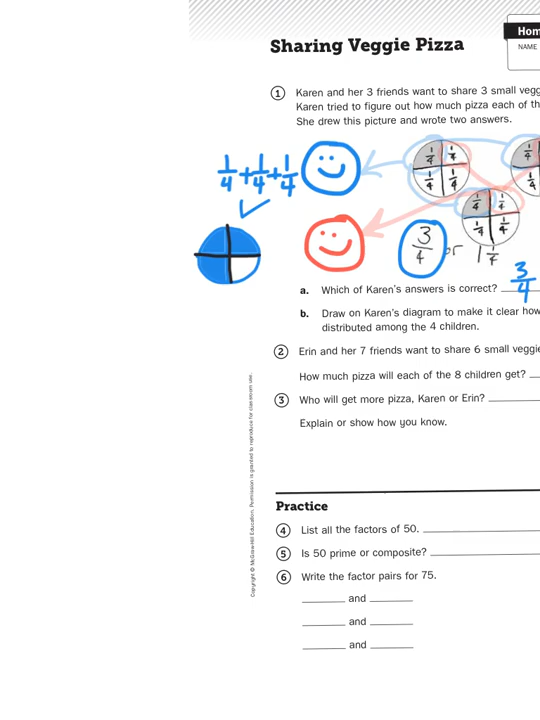 Hom
NAME
Sharing Veggie Pizza
1 Karen and her 3 friends want to share 3 small vegg
Karen tried to figure out how much pizza each of th
She drew this picture and wrote two answers.
1/4 1/4 1/4
1/4 1/4 1/4
1/4+1/4+1/4
1/4 1/4
1/4 1/4
3/4 or 1 1/4
a. Which of Karen's answers is correct? 3/4
b. Draw on Karen's diagram to make it clear how
distributed among the 4 children.
2 Erin and her 7 friends want to share 6 small veggie
How much pizza will each of the 8 children get?
3 Who will get more pizza, Karen or Erin?
Explain or show how you know.
Copyright © McGraw-Hill Education. Permission is granted to reproduce for classroom use.
Practice
4 List all the factors of 50.
5 Is 50 prime or composite?
6 Write the factor pairs for 75.
and
and
and